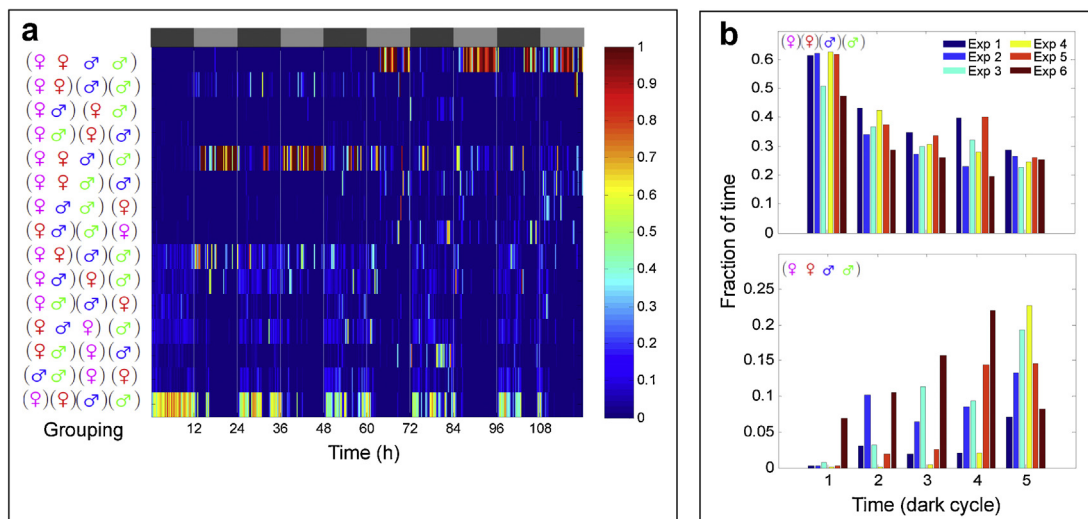 a
(♀ ♀ ♂ ♂)
(♀ ♀)(♂)(♂)
(♀ ♂) (♀ ♂)
(♀ ♂)(♀)(♂)
(♀ ♀ ♂)(♂)
(♀ ♀ ♂)(♂)
(♀ ♂ ♂)(♀)
(♀ ♂)(♂)(♀)
(♀ ♀)(♂)(♂)
(♀ ♂)(♀)(♂)
(♀ ♂)(♂)(♀)
(♀ ♂ ♀)(♂)
(♀ ♂)(♀)(♂)
(♂ ♂)(♀)(♀)
(♀)(♀)(♂)(♂)
Grouping
12 24 36 48 60 72 84 96 108
Time (h)
1
0.9
0.8
0.7
0.6
0.5
0.4
0.3
0.2
0.1
0
b
(♀)(♀)(♂)(♂)
Exp 1 Exp 4
Exp 2 Exp 5
Exp 3 Exp 6
0.6
0.5
0.4
0.3
0.2
0.1
0
Fraction of time
(♀ ♀ ♂ ♂)
0.25
0.2
0.15
0.1
0.05
0
1 2 3 4 5
Time (dark cycle)